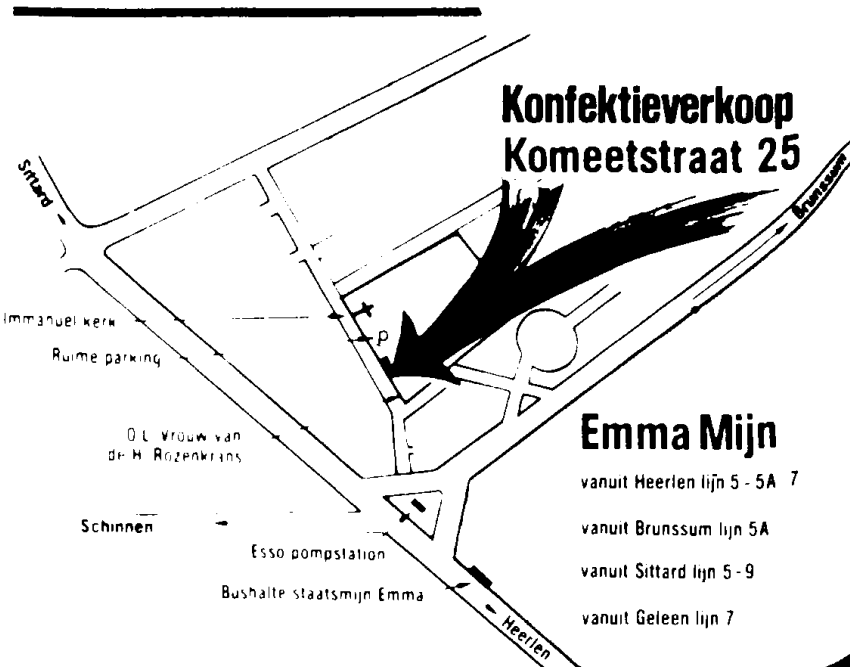 Konfektieverkoop
Komeetstraat 25
Sittard
Brunssum
Immanuel kerk
P
Ruime parking
O.L. Vrouw van
de H. Rozenkrans
Emma Mijn
vanuit Heerlen lijn 5 - 5A 7
Schinnen
vanuit Brunssum lijn 5A
Esso pompstation
vanuit Sittard lijn 5 - 9
Bushalte staatsmijn Emma
vanuit Geleen lijn 7
Heerlen